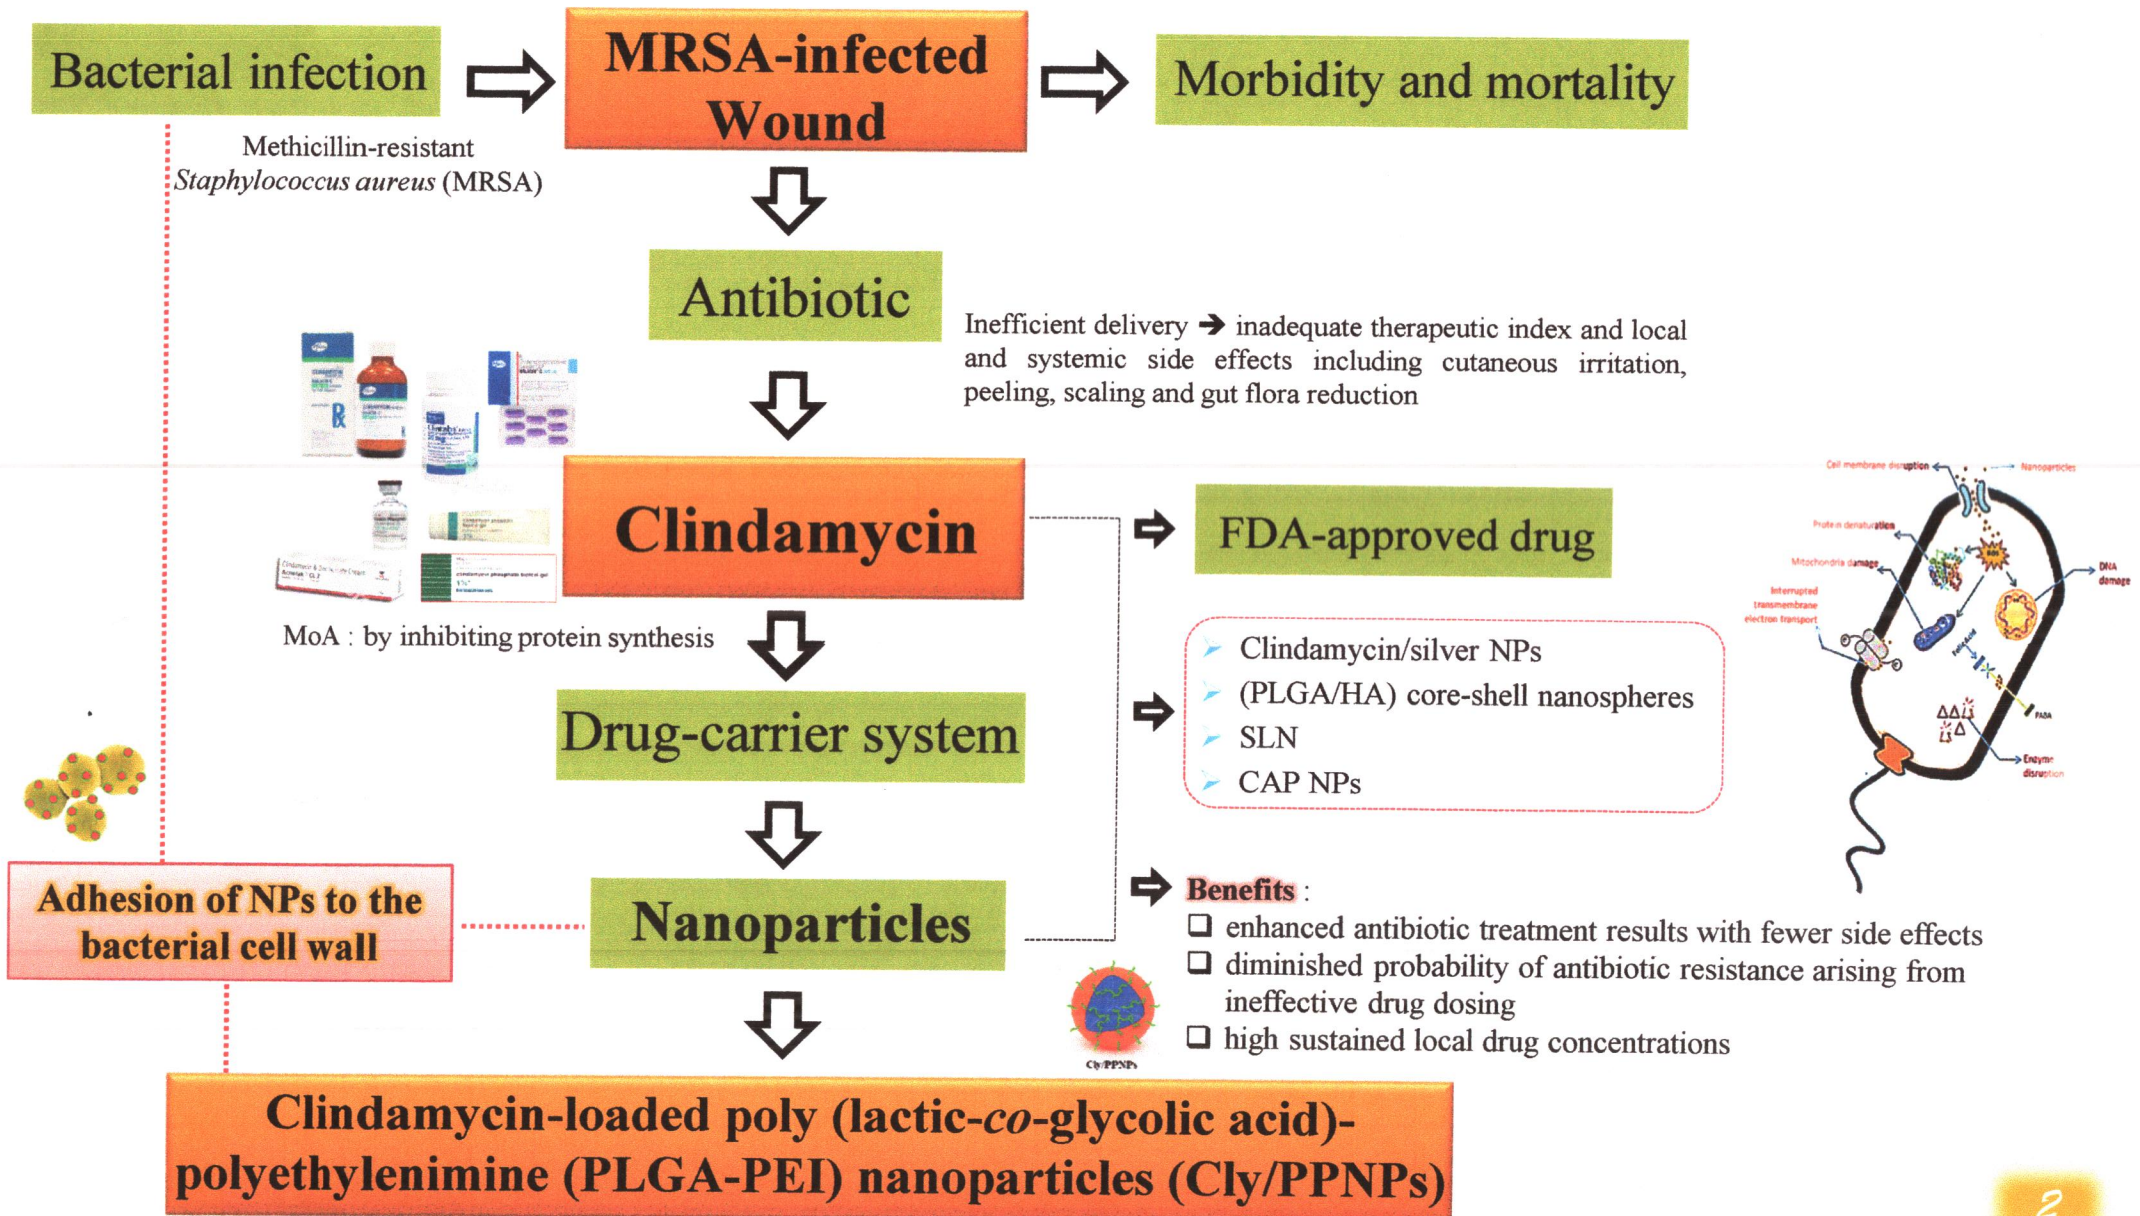 Bacterial infection
MRSA-infected
Wound
Morbidity and mortality
Methicillin-resistant
Staphylococcus aureus (MRSA)
Antibiotic
Inefficient delivery ➔ inadequate therapeutic index and local
and systemic side effects including cutaneous irritation,
peeling, scaling and gut flora reduction
Clindamycin
FDA-approved drug
MoA : by inhibiting protein synthesis
Cell membrane disruption
Nanoparticles
Protein denaturation
ROS
Mitochondria damage
DNA
damage
Interrupted
transmembrane
electron transport
Folic Acid
PABA
Enzyme
disruption
Clindamycin/silver NPs
(PLGA/HA) core-shell nanospheres
SLN
CAP NPs
Drug-carrier system
Adhesion of NPs to the
bacterial cell wall
Nanoparticles
Benefits :
enhanced antibiotic treatment results with fewer side effects
diminished probability of antibiotic resistance arising from
ineffective drug dosing
high sustained local drug concentrations
Cly/PPNPs
Clindamycin-loaded poly (lactic-co-glycolic acid)-
polyethylenimine (PLGA-PEI) nanoparticles (Cly/PPNPs)
2